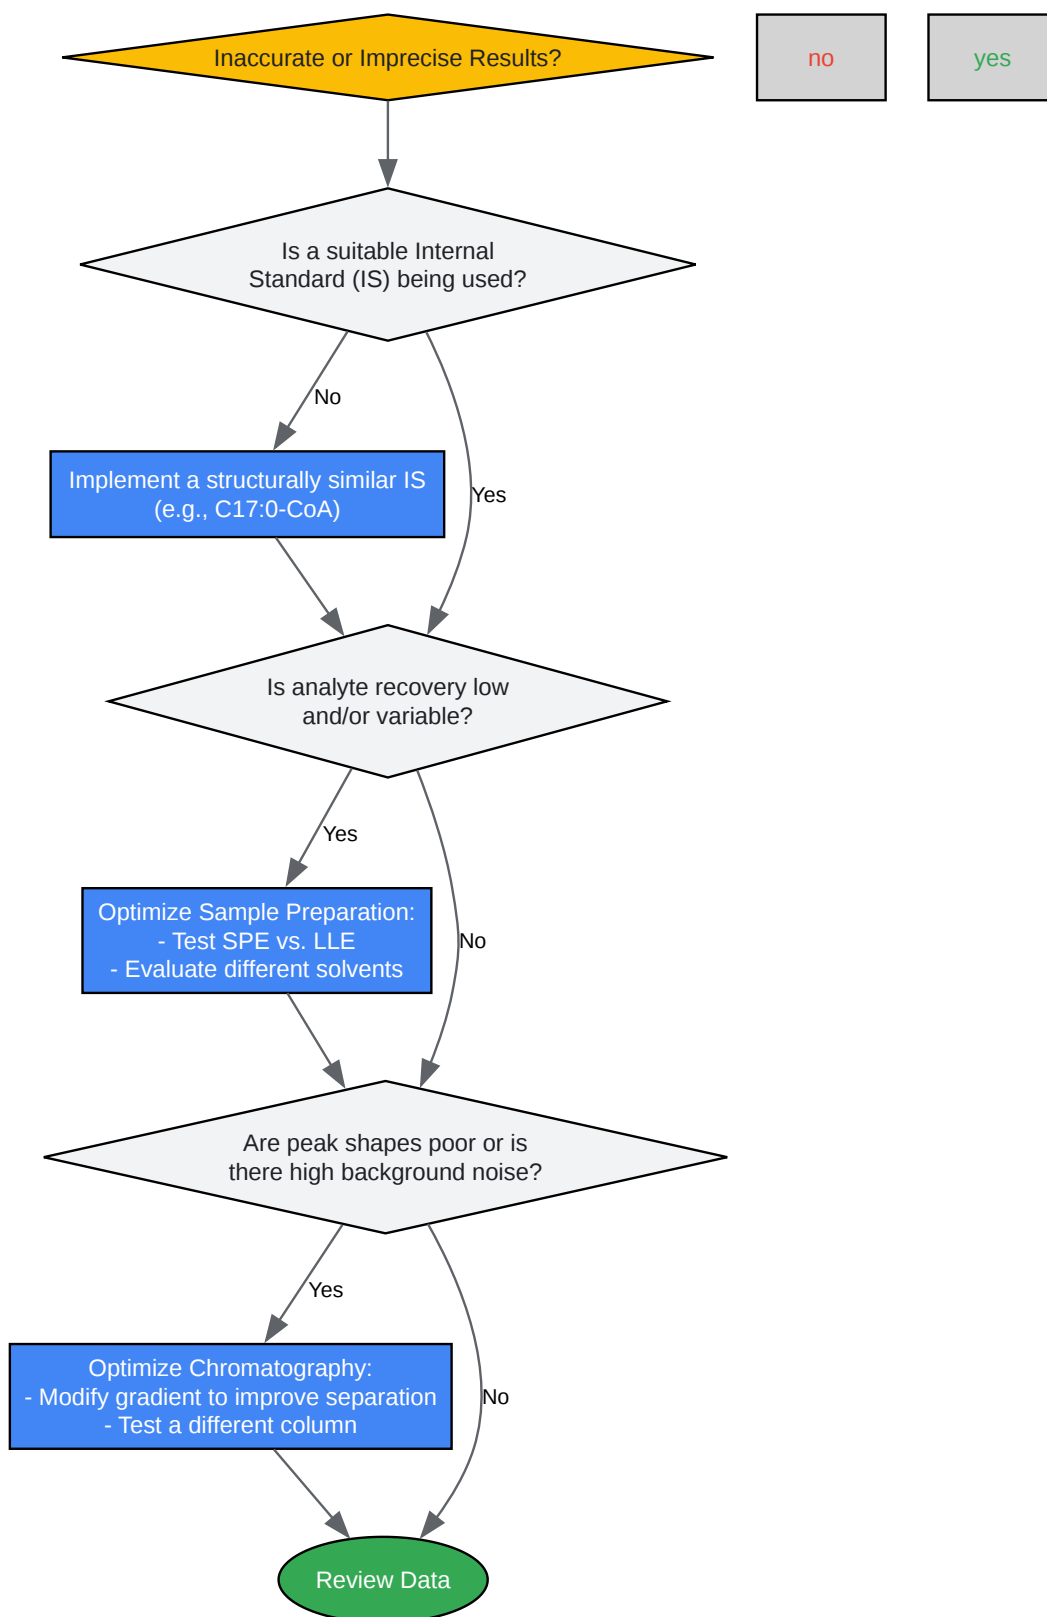 Inaccurate or Imprecise Results?
no
yes
Is a suitable Internal
Standard (IS) being used?
No
Yes
Implement a structurally similar IS
(e.g., C17:0-CoA)
Is analyte recovery low
and/or variable?
Yes
No
Optimize Sample Preparation:
- Test SPE vs. LLE
- Evaluate different solvents
Are peak shapes poor or is
there high background noise?
Yes
No
Optimize Chromatography:
- Modify gradient to improve separation
- Test a different column
Review Data